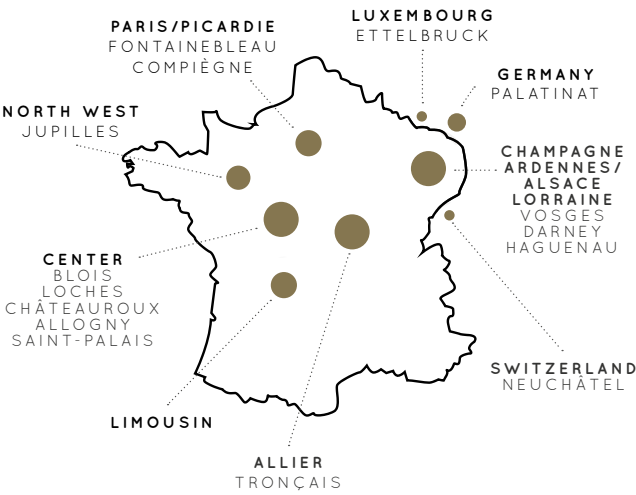 PARIS/PICARDIE
FONTAINEBLEAU
COMPIÈGNE
LUXEMBOURG
ETTELBRUCK
GERMANY
PALATINAT
NORTH WEST
JUPILLES
CHAMPAGNE
ARDENNES/
ALSACE
LORRAINE
VOSGES
DARNEY
HAGUENAU
CENTER
BLOIS
LOCHES
CHÂTEAUROUX
ALLOGNY
SAINT-PALAIS
SWITZERLAND
NEUCHÂTEL
LIMOUSIN
ALLIER
TRONÇAIS